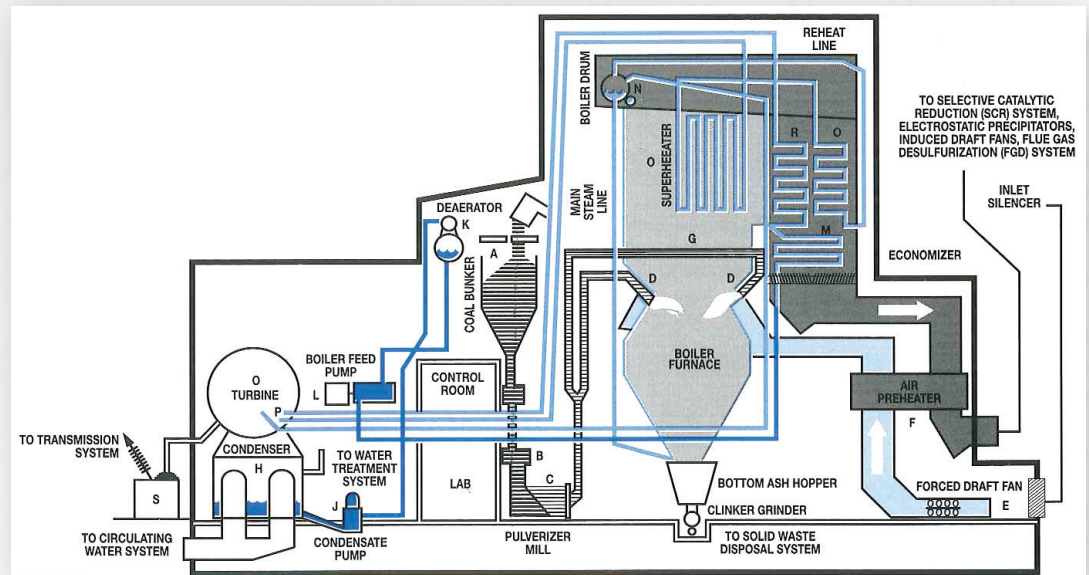 REHEAT
LINE
BOILER DRUM
N
TO SELECTIVE CATALYTIC
REDUCTION (SCR) SYSTEM,
ELECTROSTATIC PRECIPITATORS,
INDUCED DRAFT FANS, FLUE GAS
DESULFURIZATION (FGD) SYSTEM
R
O
O
SUPERHEEATER
MAIN
STEAM
LINE
INLET
SILENCER
DEAERATOR
K
A
G
M
ECONOMIZER
COAL BUNKER
D
D
BOILER FEED
PUMP
L
CONTROL
ROOM
BOILER
FURNACE
O
TURBINE
P
AIR
PREHEATER
F
TO TRANSMISSION
SYSTEM
CONDENSER
H
TO WATER
TREATMENT
SYSTEM
B
LAB
C
BOTTOM ASH HOPPER
FORCED DRAFT FAN
E
S
J
CLINKER GRINDER
TO CIRCULATING
WATER SYSTEM
CONDENSATE
PUMP
PULVERIZER
MILL
TO SOLID WASTE
DISPOSAL SYSTEM